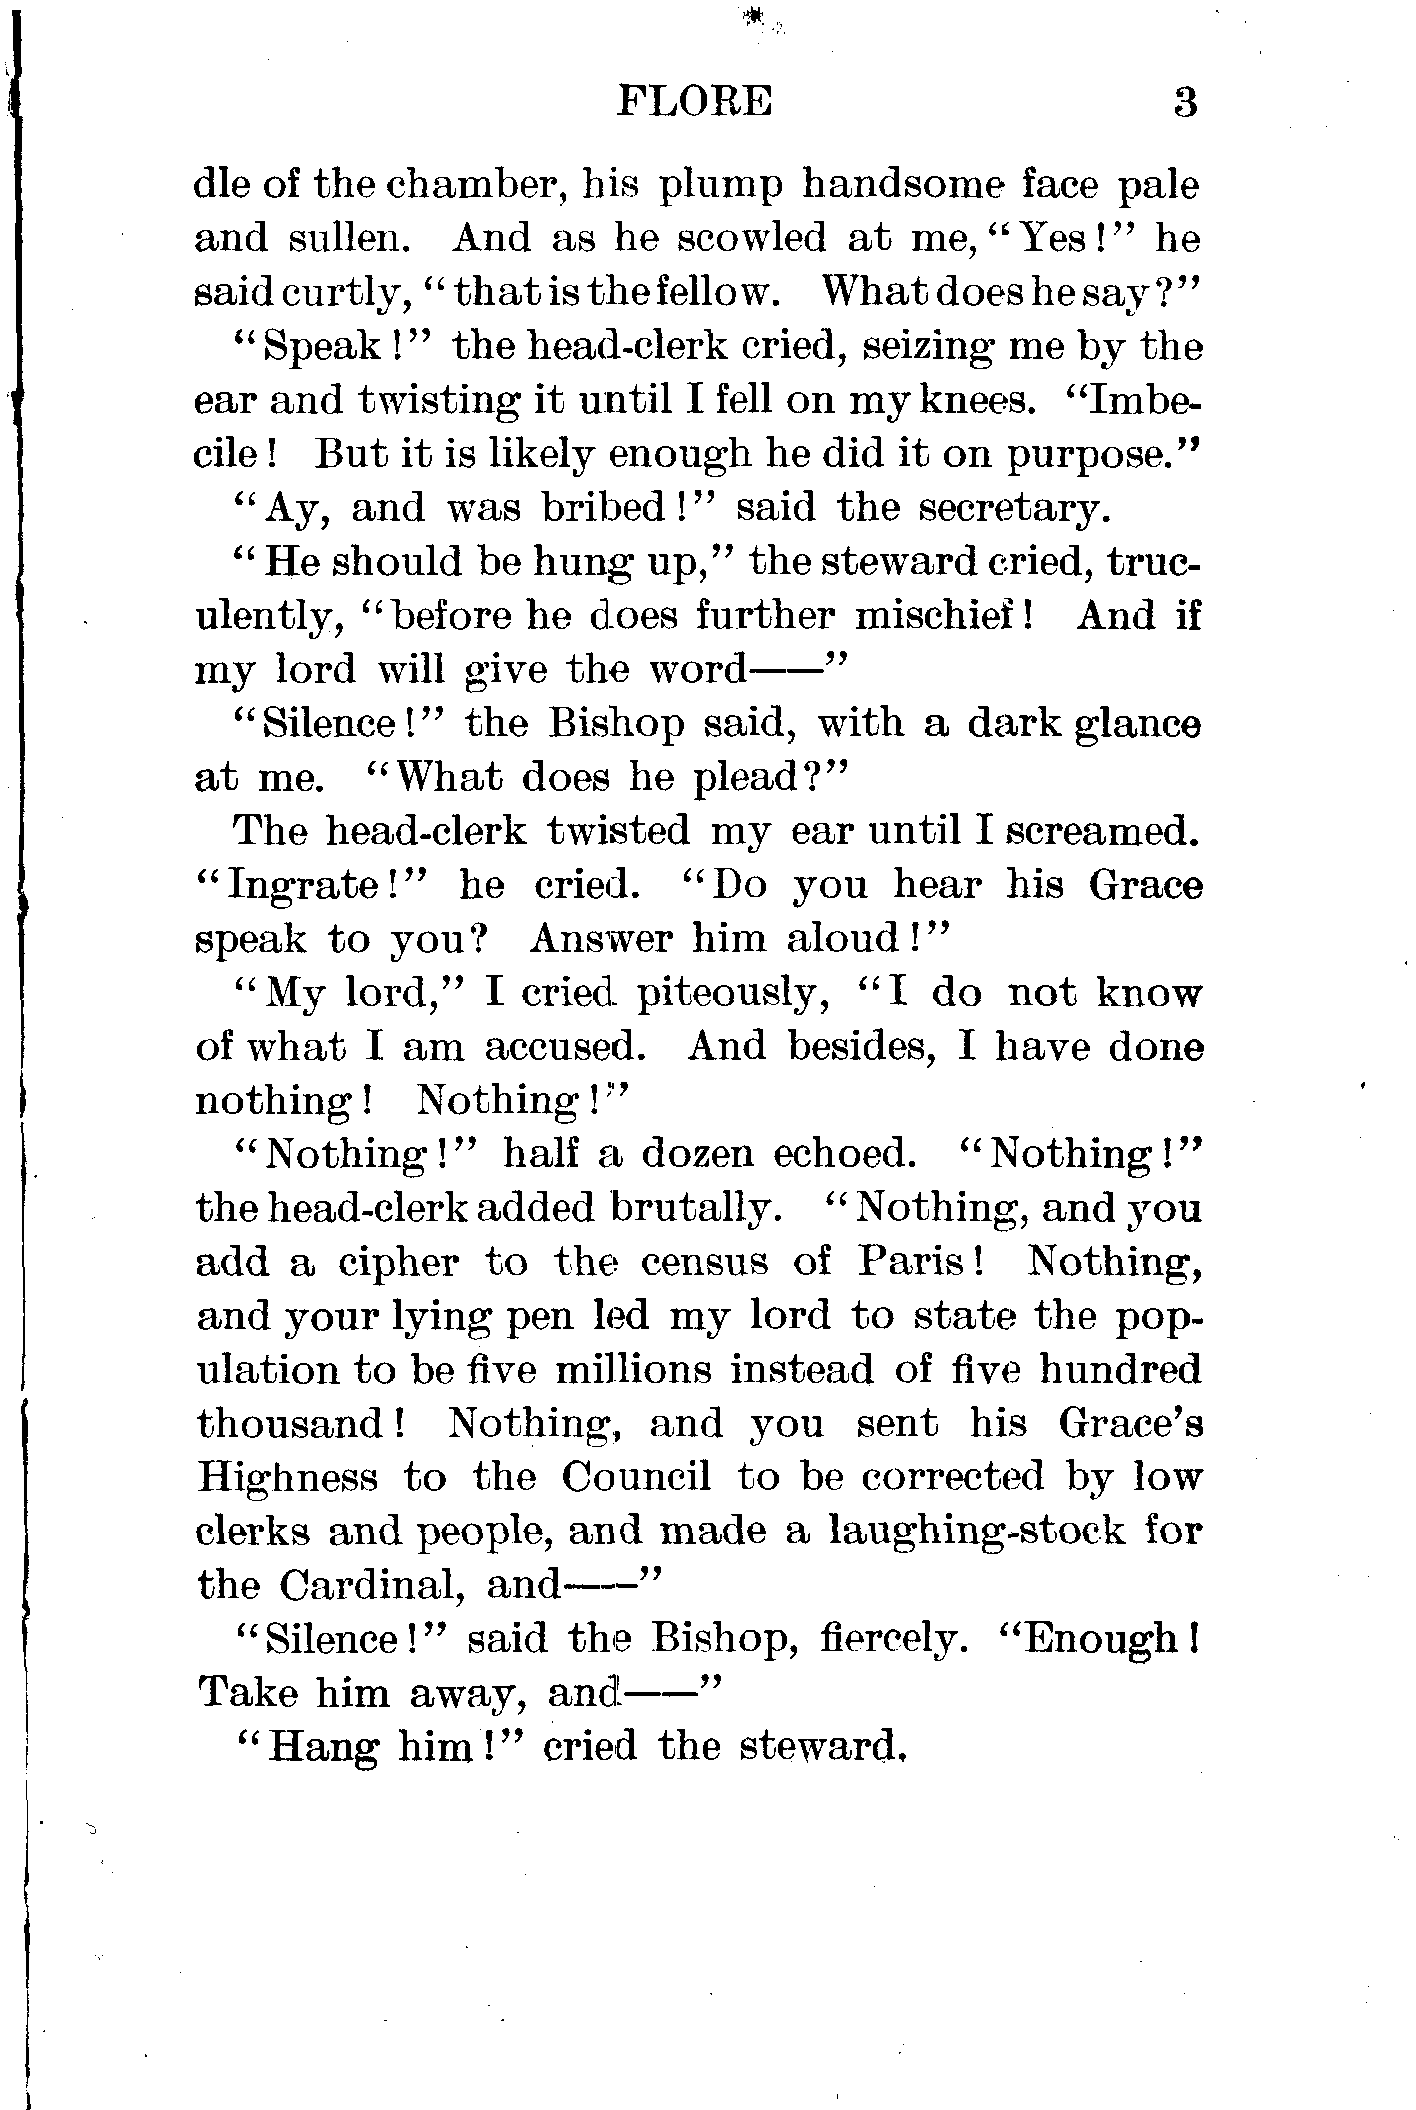 FLORE 3
dle of the chamber, his plump handsome face pale
and sullen. And as he scowled at me, "Yes!" he
said curtly, "that is the fellow. What does he say?"
"Speak!" the head-clerk cried, seizing me by the
ear and twisting it until I fell on my knees. "Imbe-
cile! But it is likely enough he did it on purpose."
"Ay, and was bribed!" said the secretary.
"He should be hung up," the steward cried, truc-
ulently, "before he does further mischief! And if
my lord will give the word——"
"Silence!" the Bishop said, with a dark glance
at me. "What does he plead?"
The head-clerk twisted my ear until I screamed.
"Ingrate!" he cried. "Do you hear his Grace
speak to you? Answer him aloud!"
"My lord," I cried piteously, "I do not know
of what I am accused. And besides, I have done
nothing! Nothing!"
"Nothing!" half a dozen echoed. "Nothing!"
the head-clerk added brutally. "Nothing, and you
add a cipher to the census of Paris! Nothing,
and your lying pen led my lord to state the pop-
ulation to be five millions instead of five hundred
thousand! Nothing, and you sent his Grace's
Highness to the Council to be corrected by low
clerks and people, and made a laughing-stock for
the Cardinal, and——"
"Silence!" said the Bishop, fiercely. "Enough!
Take him away, and——"
"Hang him!" cried the steward.